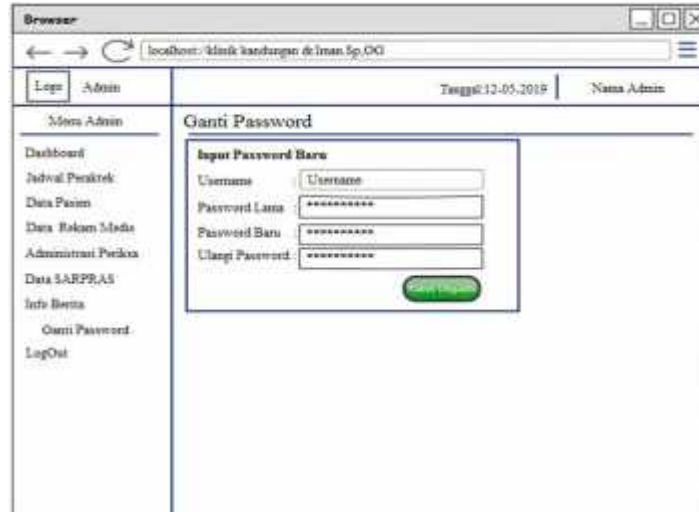 Browser
localhost://klinik kandungan dr.Iman.Sp.OG
Logo Admin
Tanggal:12-05-2019
Nama Admin
Menu Admin
Dashboard
Jadwal Peraktek
Data Pasien
Data Rekam Medis
Administrasi Periksa
Data SARPRAS
Info Berita
Ganti Password
LogOut
Ganti Password
Input Password Baru
Username : Username
Password Lama : **********
Password Baru : **********
Ulangi Password : **********